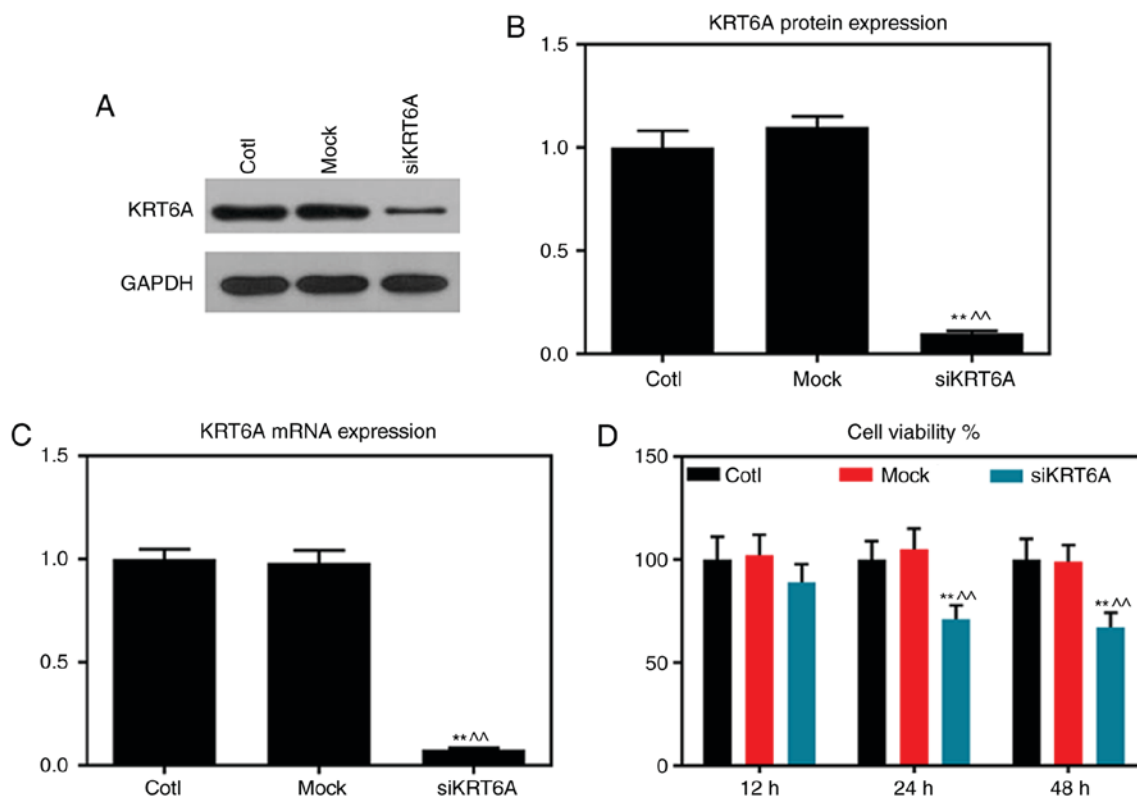 A
Cotl
Mock
siKRT6A
KRT6A
GAPDH
B
KRT6A protein expression
1.5
1.0
0.5
0.0
** ^^
Cotl
Mock
siKRT6A
C
KRT6A mRNA expression
1.5
1.0
0.5
0.0
** ^^
Cotl
Mock
siKRT6A
D
Cell viability %
150
100
50
0
Cotl
Mock
siKRT6A
** ^^
** ^^
12 h
24 h
48 h